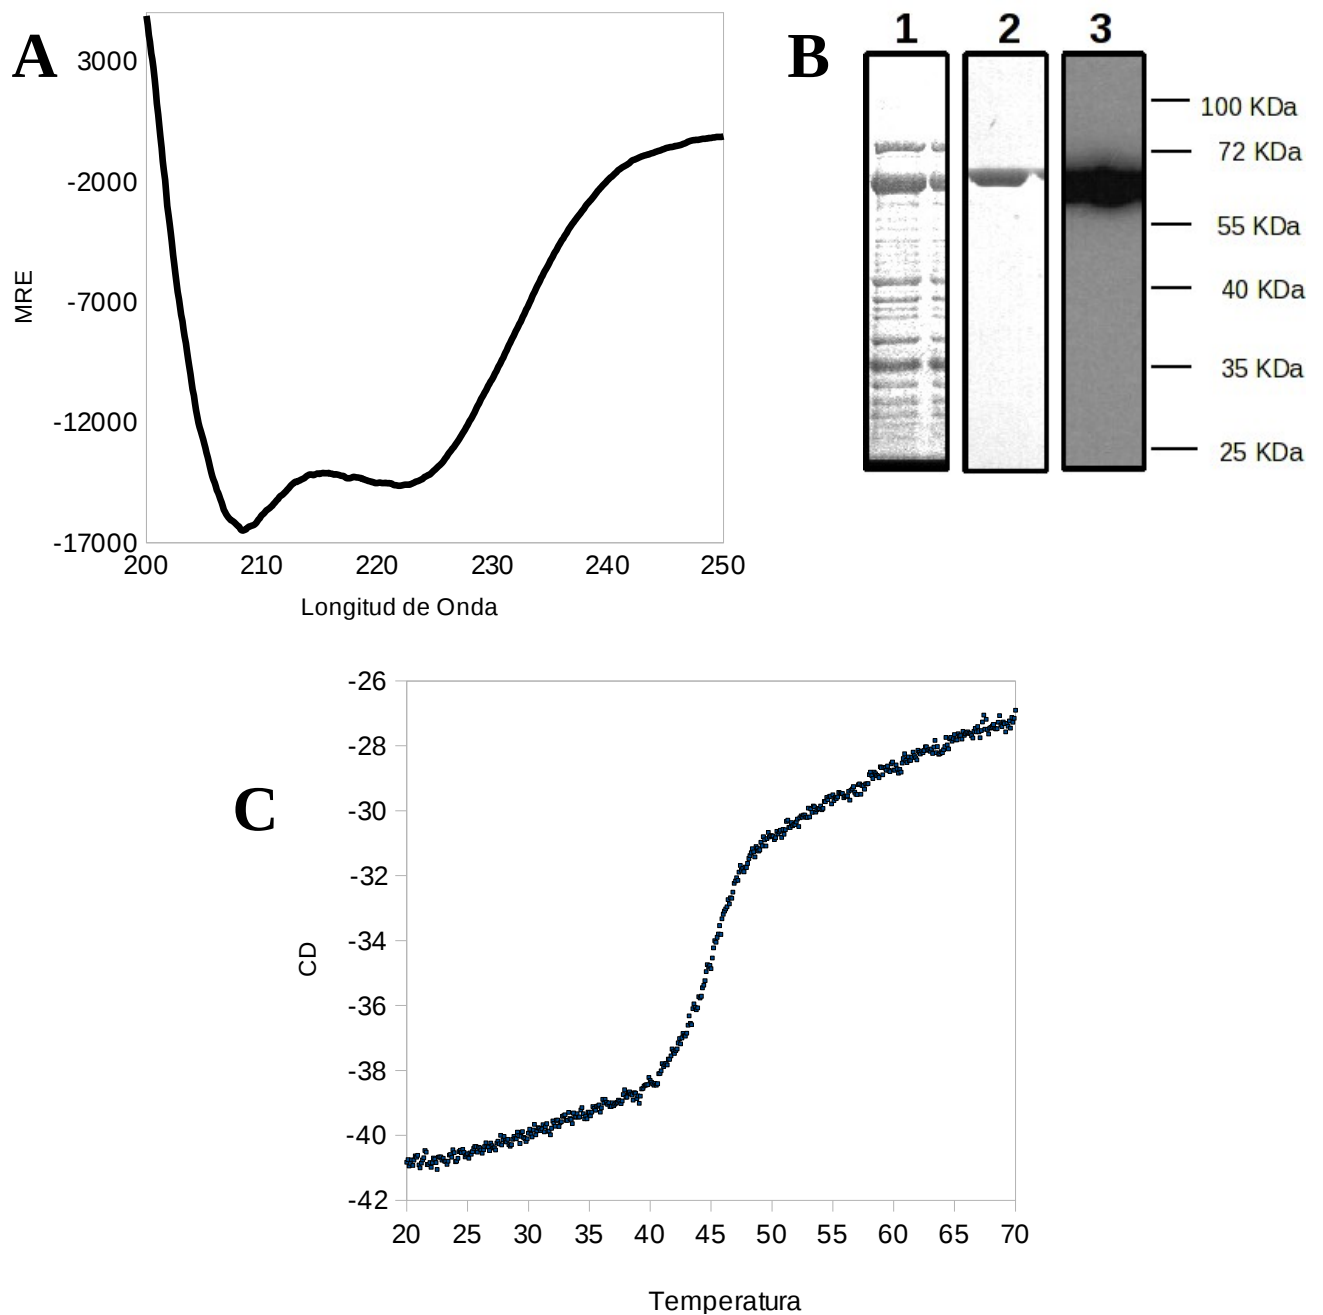 A
3000
-2000
-7000
-12000
-17000
MRE
200 210 220 230 240 250
Longitud de Onda
B
1 2 3
100 KDa
72 KDa
55 KDa
40 KDa
35 KDa
25 KDa
C
-26
-28
-30
-32
-34
-36
-38
-40
-42
CD
20 25 30 35 40 45 50 55 60 65 70
Temperatura